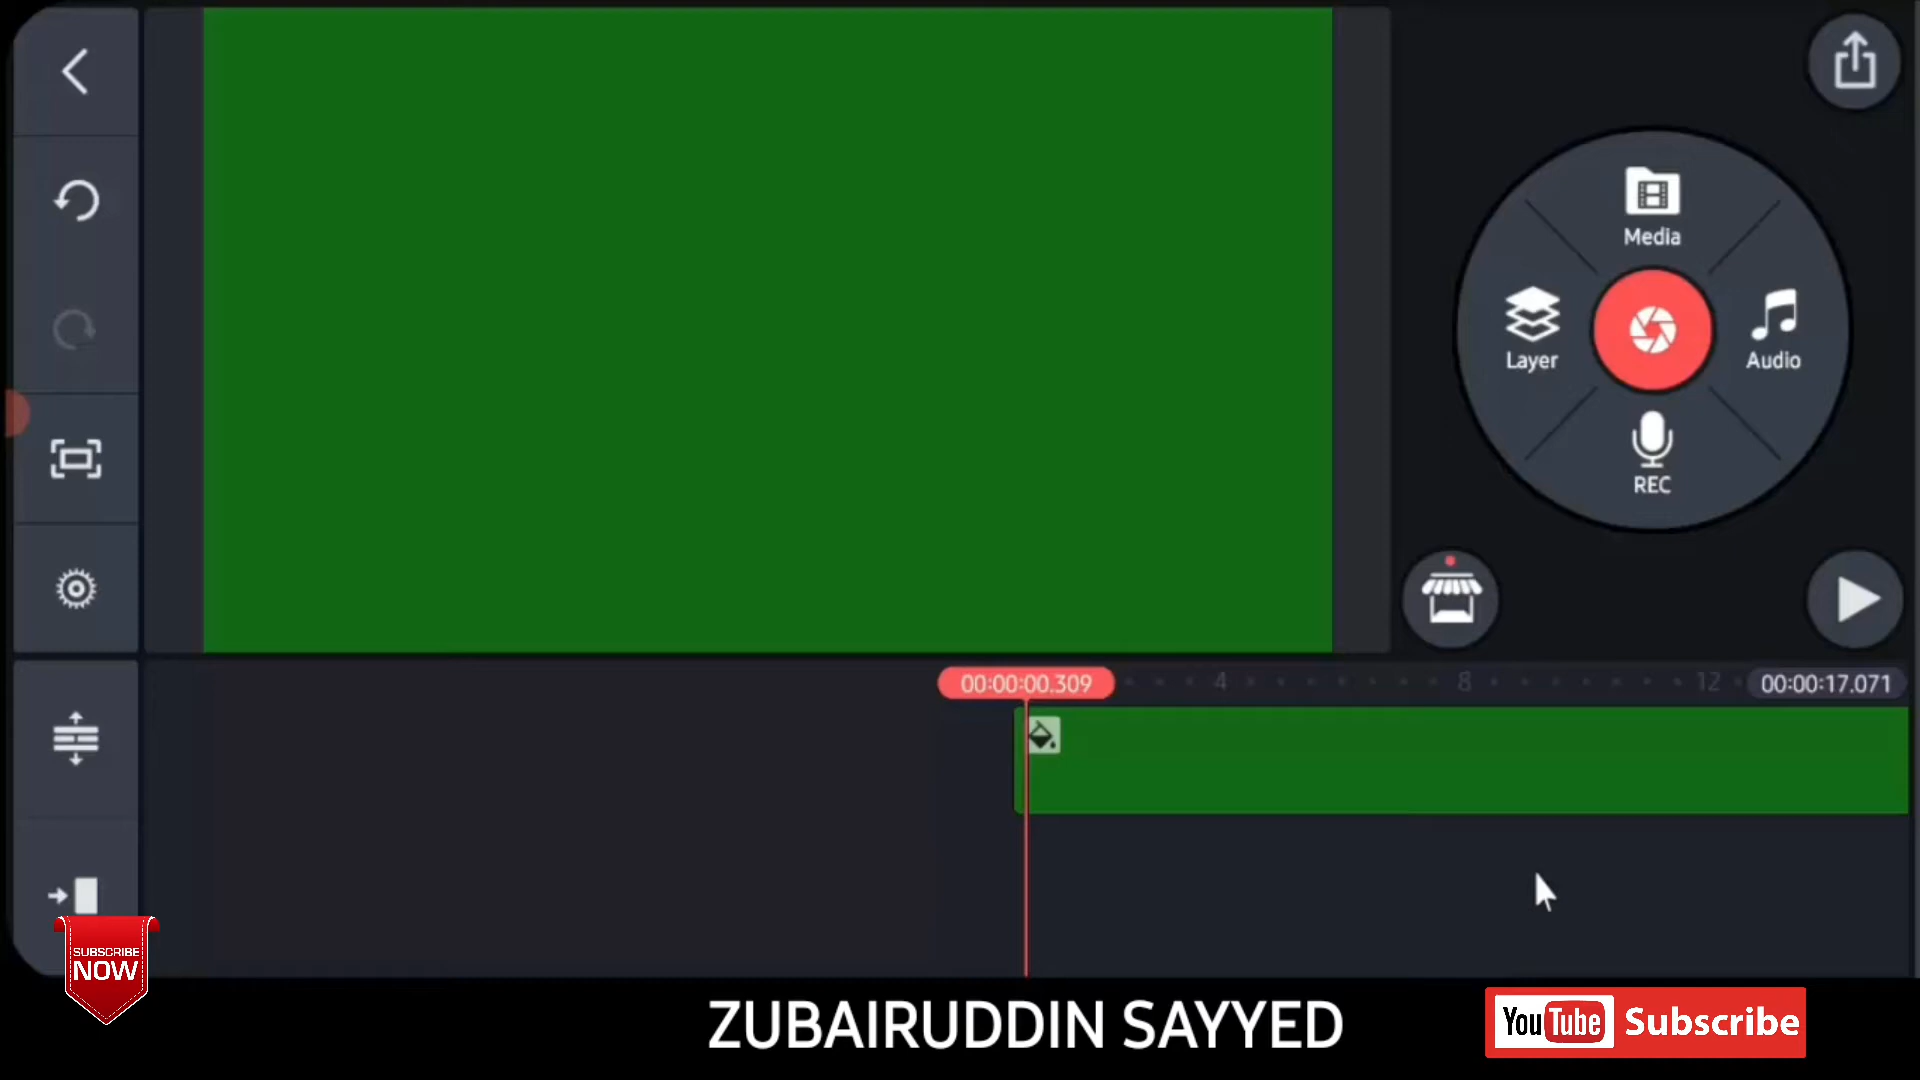 Media
Layer
Audio
REC
00:00:00.309
4
8
12
00:00:17.071
SUBSCRIBE
NOW
ZUBAIRUDDIN SAYYED
YouTube Subscribe